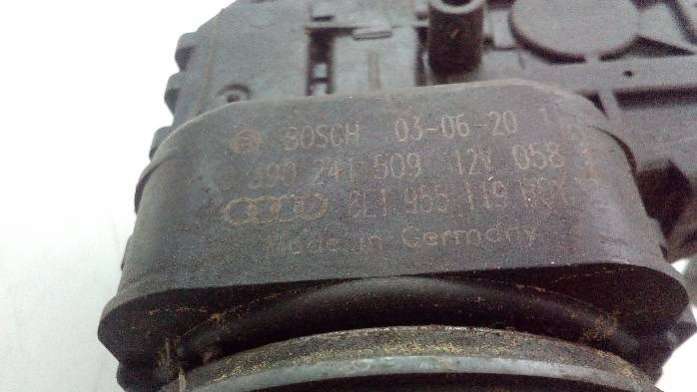 BOSCH 03-06-20
390 241 509 12V 058
8L1 955 119
Made in Germany